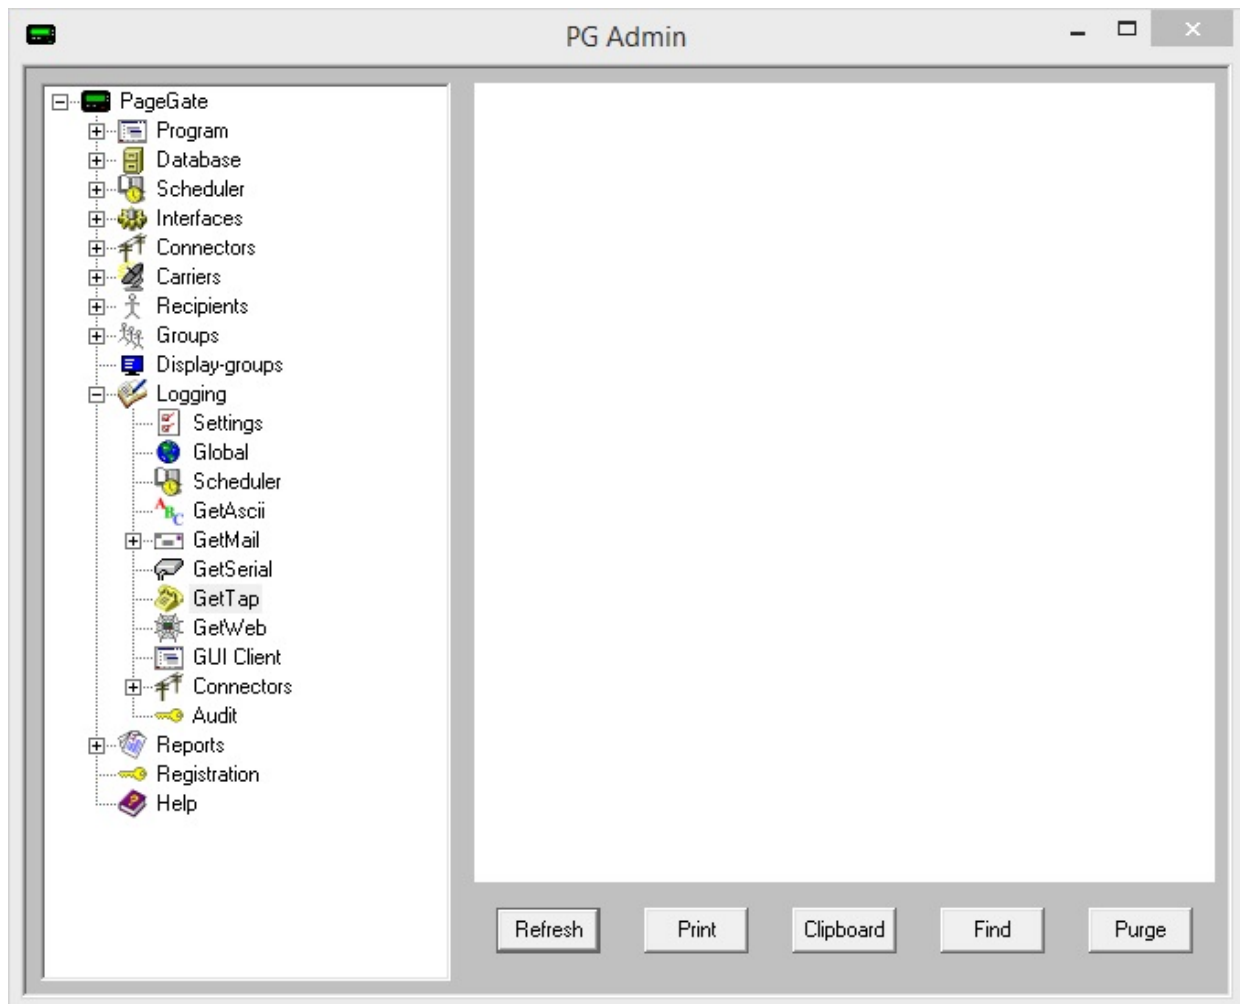 PG Admin
PageGate
Program
Database
Scheduler
Interfaces
Connectors
Carriers
Recipients
Groups
Display-groups
Logging
Settings
Global
Scheduler
ABC GetAscii
GetMail
GetSerial
GetTap
GetWeb
GUI Client
Connectors
Audit
Reports
Registration
Help
Refresh Print Clipboard Find Purge